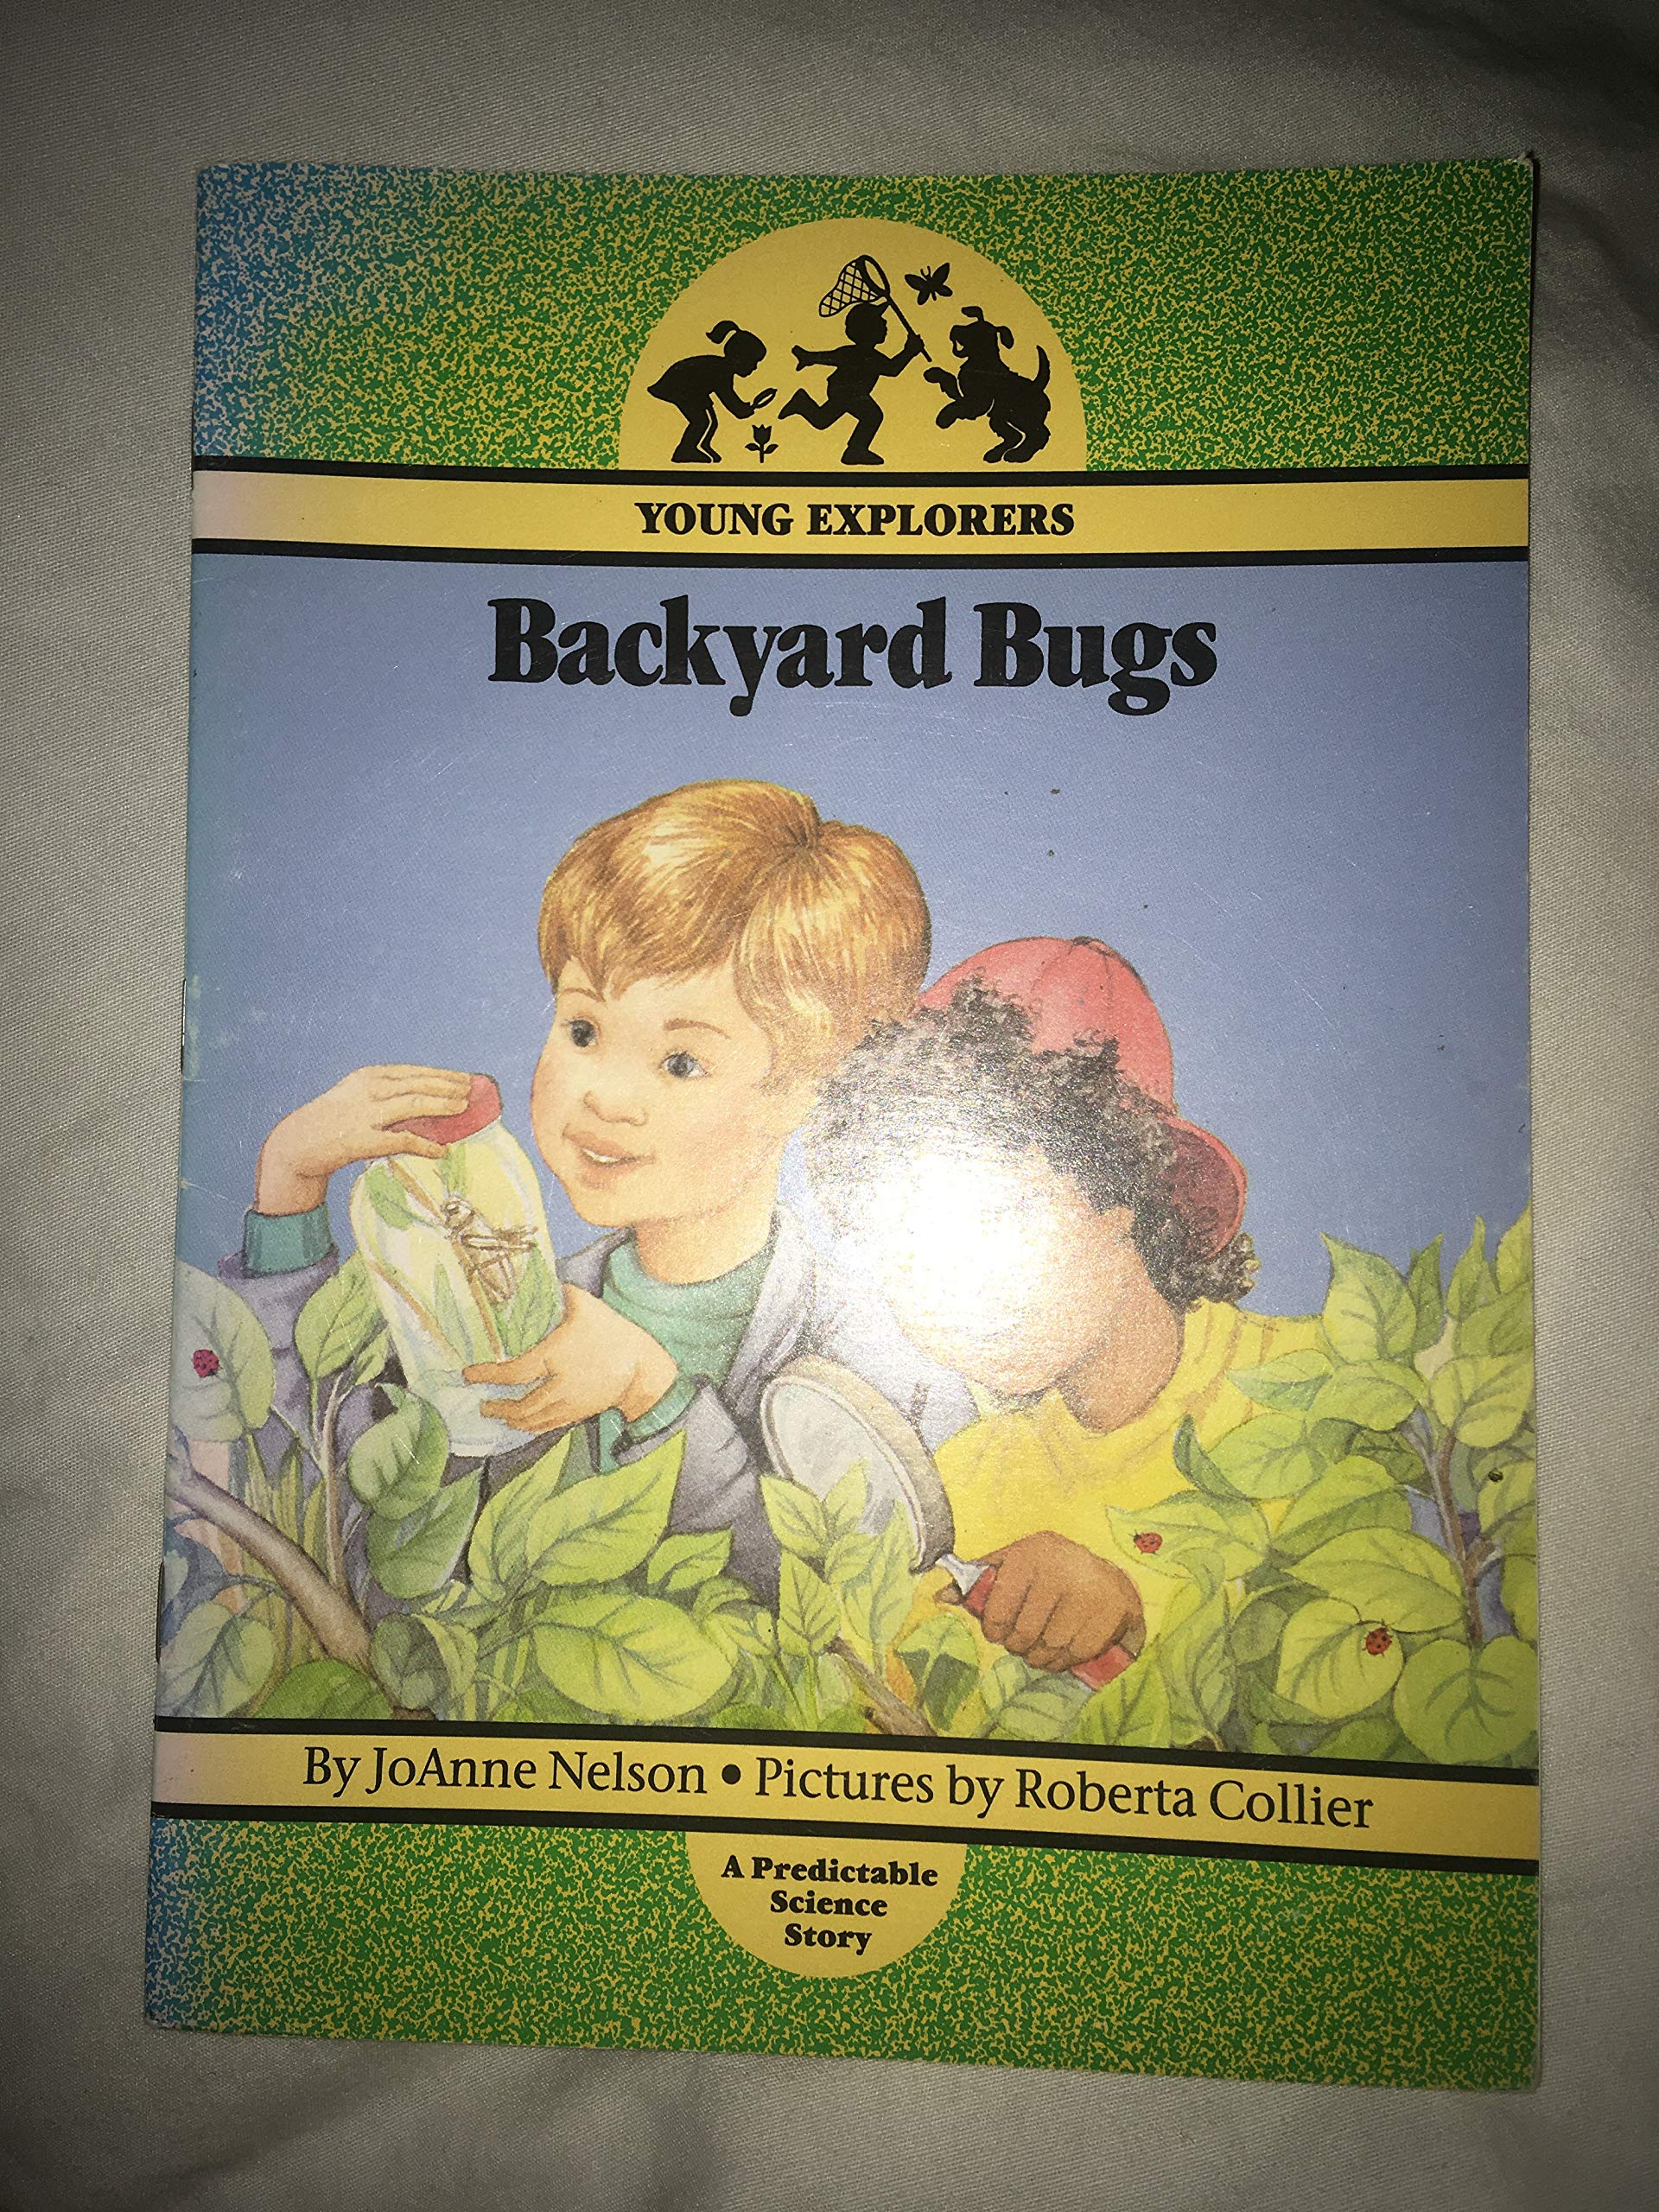 YOUNG EXPLORERS
Backyard Bugs
By JoAnne Nelson • Pictures by Roberta Collier
A Predictable
Science
Story